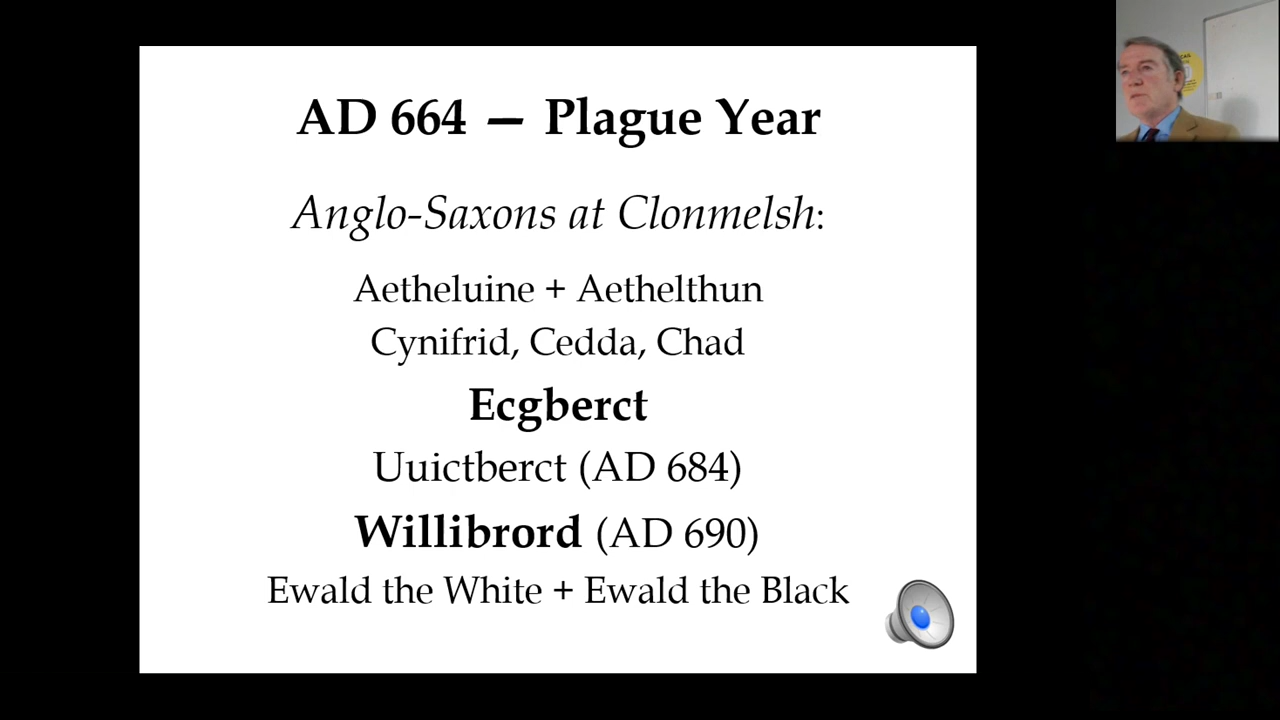 AD 664 — Plague Year
Anglo-Saxons at Clonmelsh:
Aetheluine + Aethelthun
Cynifrid, Cedda, Chad
Ecgberct
Uuictberct (AD 684)
Willibrord (AD 690)
Ewald the White + Ewald the Black